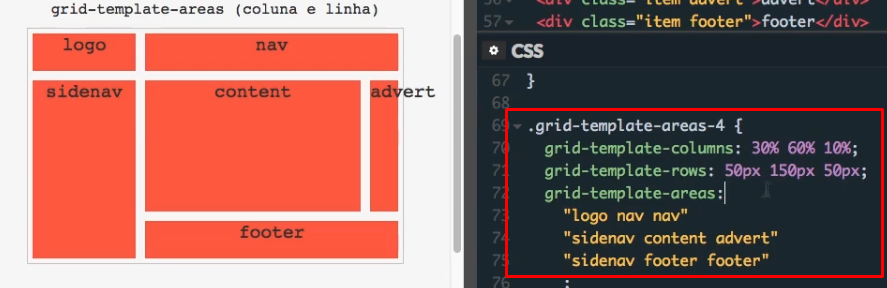 grid-template-areas (coluna e linha)
logo nav
sidenav content advert
footer
56 <div class="item advert">advert</div>
57 <div class="item footer">footer</div>
CSS
67 }
68
69 .grid-template-areas-4 {
70 grid-template-columns: 30% 60% 10%;
71 grid-template-rows: 50px 150px 50px;
72 grid-template-areas:
73 "logo nav nav"
74 "sidenav content advert"
75 "sidenav footer footer"
76 ;